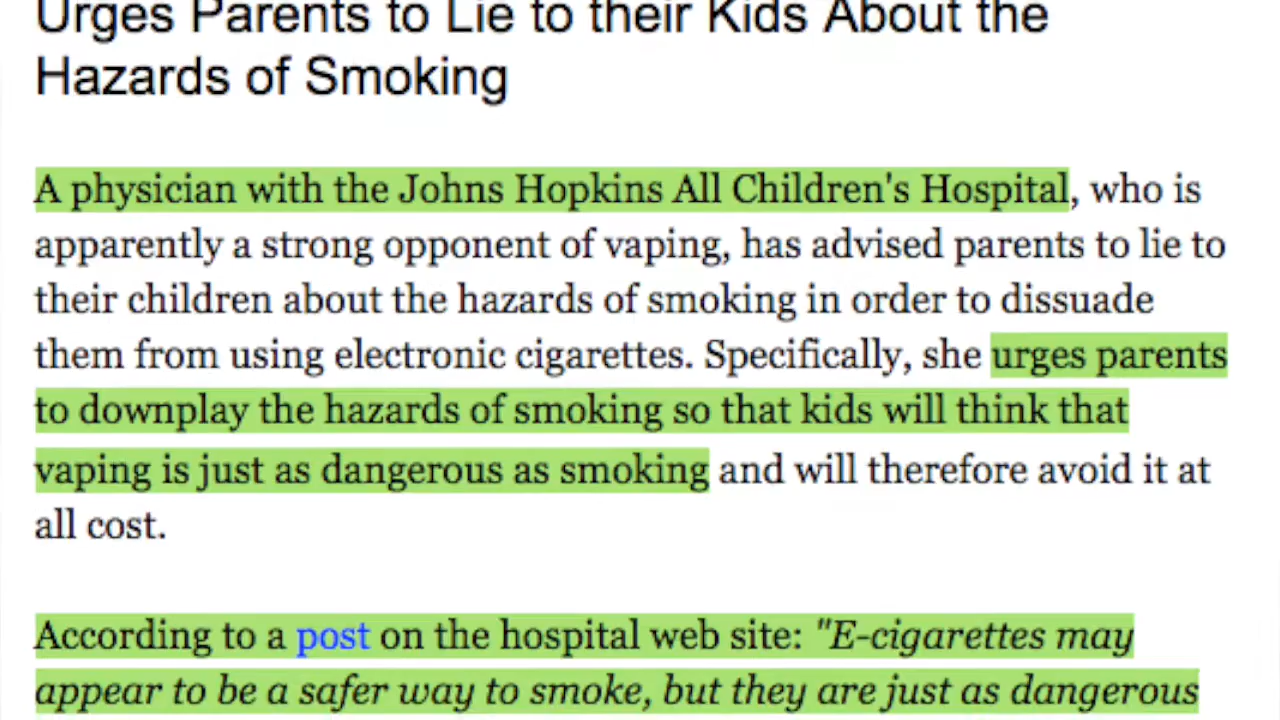 Urges Parents to Lie to their Kids About the
Hazards of Smoking
A physician with the Johns Hopkins All Children's Hospital, who is
apparently a strong opponent of vaping, has advised parents to lie to
their children about the hazards of smoking in order to dissuade
them from using electronic cigarettes. Specifically, she urges parents
to downplay the hazards of smoking so that kids will think that
vaping is just as dangerous as smoking and will therefore avoid it at
all cost.
According to a post on the hospital web site: "E-cigarettes may
appear to be a safer way to smoke, but they are just as dangerous